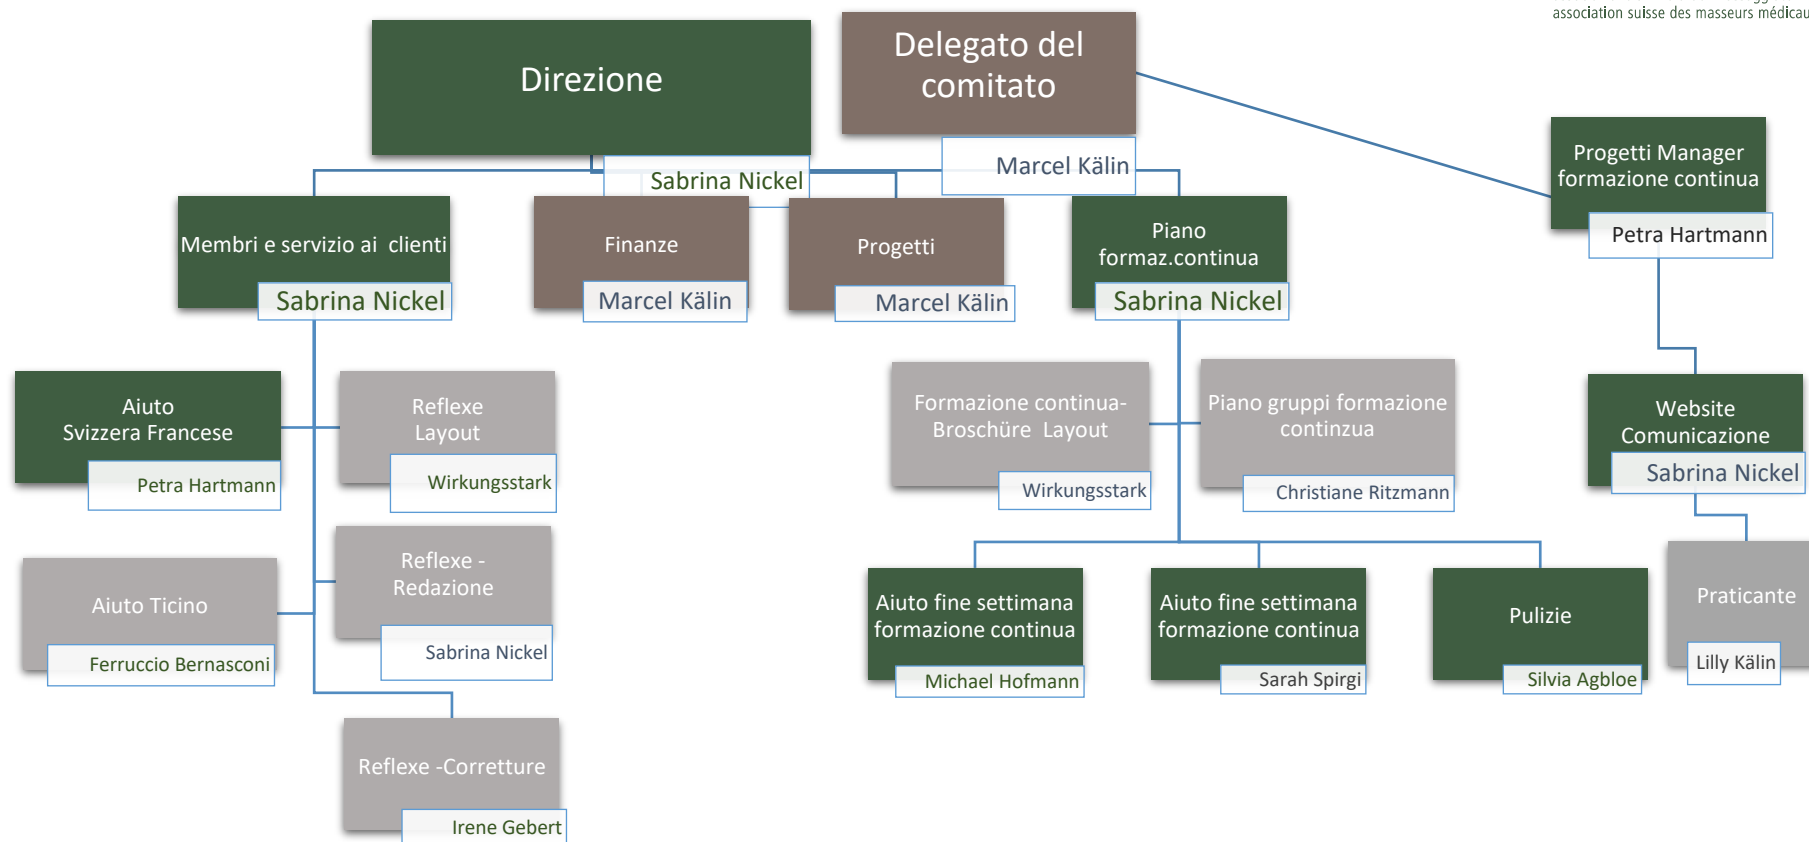 association suisse des masseurs médicau
Direzione
Sabrina Nickel
Delegato del
comitato
Marcel Kälin
Progetti Manager
formazione continua
Petra Hartmann
Membri e servizio ai clienti
Sabrina Nickel
Finanze
Marcel Kälin
Progetti
Marcel Kälin
Piano
formaz.continua
Sabrina Nickel
Aiuto
Svizzera Francese
Petra Hartmann
Reflexe
Layout
Wirkungsstark
Formazione continua-
Broschüre Layout
Wirkungsstark
Piano gruppi formazione
continzua
Christiane Ritzmann
Website
Comunicazione
Sabrina Nickel
Aiuto Ticino
Ferruccio Bernasconi
Reflexe -
Redazione
Sabrina Nickel
Aiuto fine settimana
formazione continua
Michael Hofmann
Aiuto fine settimana
formazione continua
Sarah Spirgi
Pulizie
Silvia Agbloe
Praticante
Lilly Kälin
Reflexe -Corretture
Irene Gebert